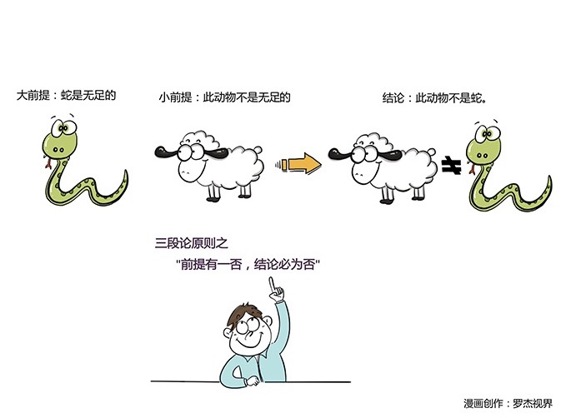 大前提：蛇是无足的
小前提：此动物不是无足的
结论：此动物不是蛇。
三段论原则之
"前提有一否，结论必为否"
漫画创作：罗杰视界